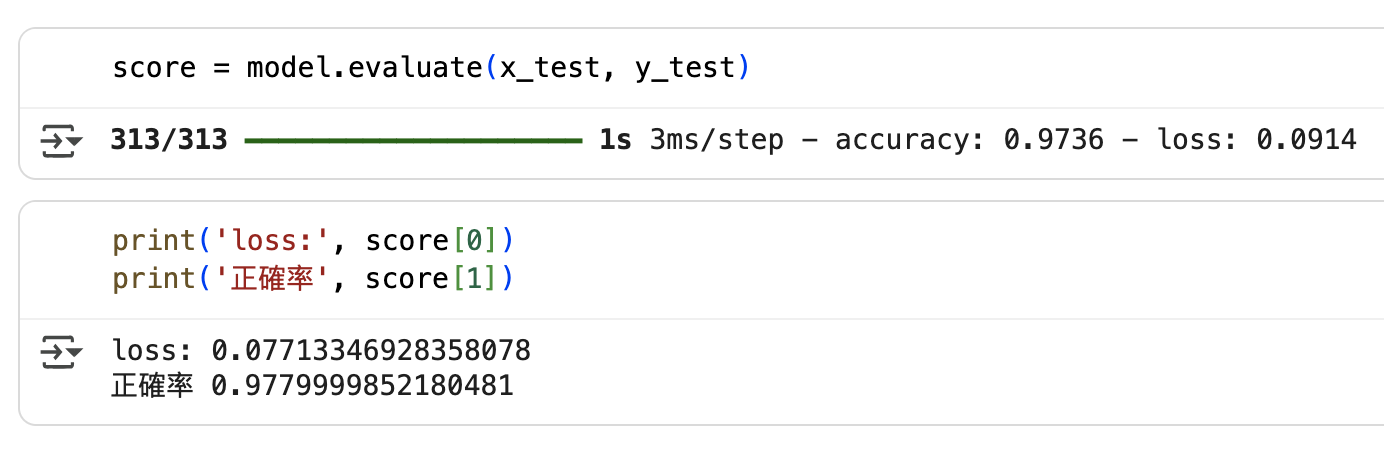 score = model.evaluate(x_test, y_test)
313/313 ━━━━━━━━━━━━━━━━━━━━ 1s 3ms/step - accuracy: 0.9736 - loss: 0.0914
print('loss:', score[0])
print('正確率', score[1])
loss: 0.07713346928358078
正確率 0.9779999852180481